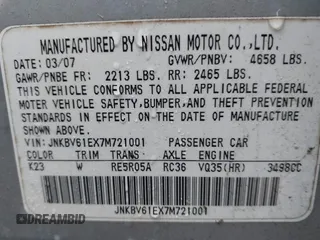 MANUFACTURED BY NISSAN MOTOR CO.,LTD.
DATE: 03/07 GVWR/PNBV: 4658 LBS.
GAWR/PNBE FR: 2213 LBS. RR: 2465 LBS.
THIS VEHICLE CONFORMS TO ALL APPLICABLE FEDERAL
MOTOR VEHICLE SAFETY, BUMPER, AND THEFT PREVENTION
STANDARDS IN EFFECT ON THE DATE OF MANUFACTURE
SHOWN ABOVE.
VIN: JNKBV61EX7M721001 PASSENGER CAR
COLOR TRIM TRANS. AXLE ENGINE
K23 W RE5R05A RC36 VQ35(HR) 3498CC
JNKBV61EX7M721001
DREAMBID